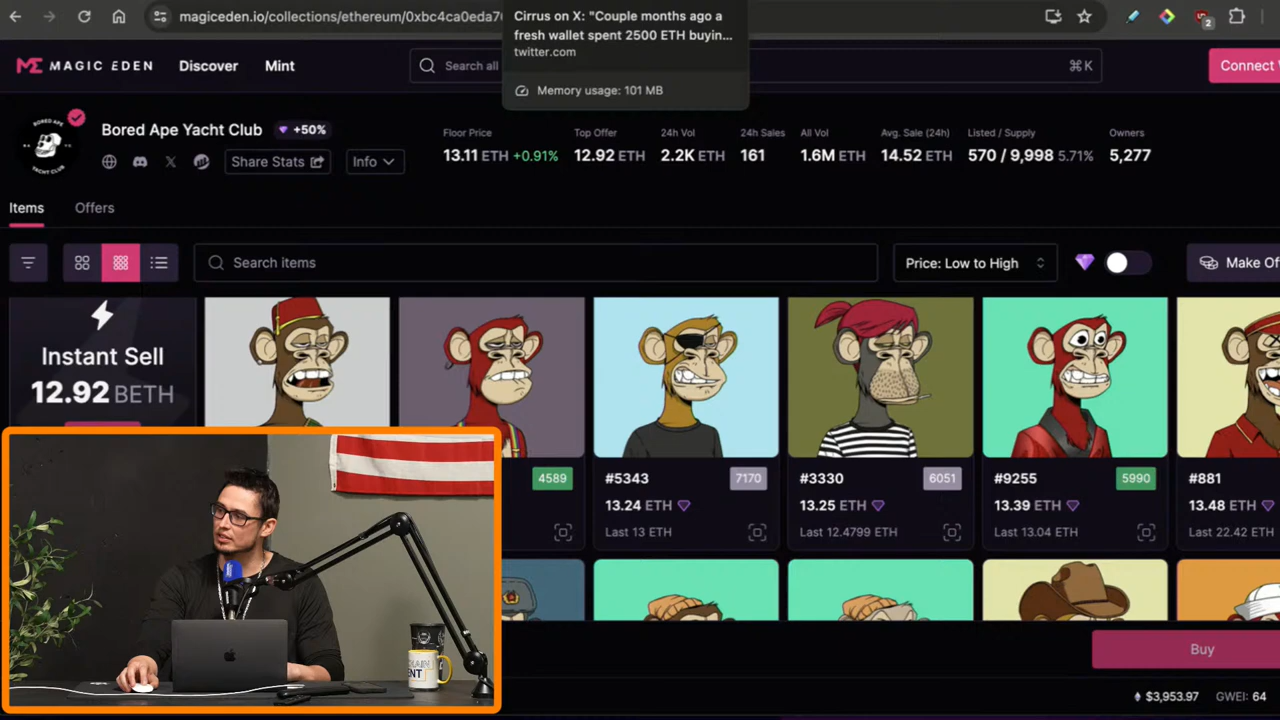 magiceden.io/collections/ethereum/0xbc4ca0eda7
Cirrus on X: "Couple months ago a
fresh wallet spent 2500 ETH buyin...
twitter.com
Memory usage: 101 MB
2
MAGIC EDEN
Discover
Mint
Search all
⌘K
Connect
BORED APE
YACHT CLUB
Bored Ape Yacht Club
+50%
Share Stats
Info
Floor Price
13.11 ETH +0.91%
Top Offer
12.92 ETH
24h Vol
2.2K ETH
24h Sales
161
All Vol
1.6M ETH
Avg. Sale (24h)
14.52 ETH
Listed / Supply
570 / 9,998 5.71%
Owners
5,277
Items
Offers
Search items
Price: Low to High
Make Of
Instant Sell
12.92 BETH
4589
#5343
7170
13.24 ETH
Last 13 ETH
#3330
6051
13.25 ETH
Last 12.4799 ETH
#9255
5990
13.39 ETH
Last 13.04 ETH
#881
13.48 ETH
Last 22.42 ETH
Buy
$3,953.97
GWEI: 64